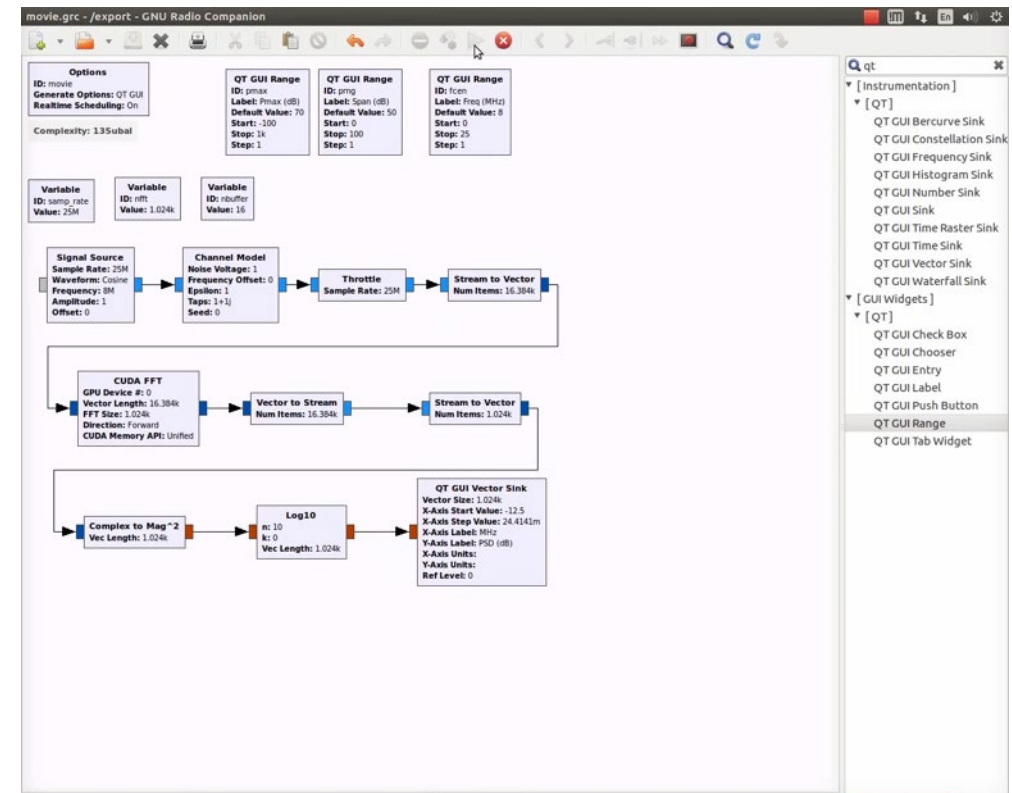 movie.grc - /export - GNU Radio Companion
En
Options
ID: movie
Generate Options: QT GUI
Realtime Scheduling: On
Complexity: 135ubal
QT GUI Range
ID: pmax
Label: Pmax (dB)
Default Value: 70
Start: -100
Stop: 1k
Step: 1
QT GUI Range
ID: prng
Label: Span (dB)
Default Value: 50
Start: 0
Stop: 100
Step: 1
QT GUI Range
ID: fcen
Label: Freq (MHz)
Default Value: 8
Start: 0
Stop: 25
Step: 1
Variable
ID: samp_rate
Value: 25M
Variable
ID: nfft
Value: 1.024k
Variable
ID: nbuffer
Value: 16
Signal Source
Sample Rate: 25M
Waveform: Cosine
Frequency: 8M
Amplitude: 1
Offset: 0
Channel Model
Noise Voltage: 1
Frequency Offset: 0
Epsilon: 1
Taps: 1+1j
Seed: 0
Throttle
Sample Rate: 25M
Stream to Vector
Num Items: 16.384k
CUDA FFT
GPU Device #: 0
Vector Length: 16.384k
FFT Size: 1.024k
Direction: Forward
CUDA Memory API: Unified
Vector to Stream
Num Items: 16.384k
Stream to Vector
Num Items: 1.024k
Complex to Mag^2
Vec Length: 1.024k
Log10
n: 10
k: 0
Vec Length: 1.024k
QT GUI Vector Sink
Vector Size: 1.024k
X-Axis Start Value: -12.5
X-Axis Step Value: 24.4141m
X-Axis Label: MHz
Y-Axis Label: PSD (dB)
X-Axis Units:
Y-Axis Units:
Ref Level: 0
qt
[Instrumentation]
[QT]
QT GUI Bercurve Sink
QT GUI Constellation Sink
QT GUI Frequency Sink
QT GUI Histogram Sink
QT GUI Number Sink
QT GUI Sink
QT GUI Time Raster Sink
QT GUI Time Sink
QT GUI Vector Sink
QT GUI Waterfall Sink
[GUI Widgets]
[QT]
QT GUI Check Box
QT GUI Chooser
QT GUI Entry
QT GUI Label
QT GUI Push Button
QT GUI Range
QT GUI Tab Widget